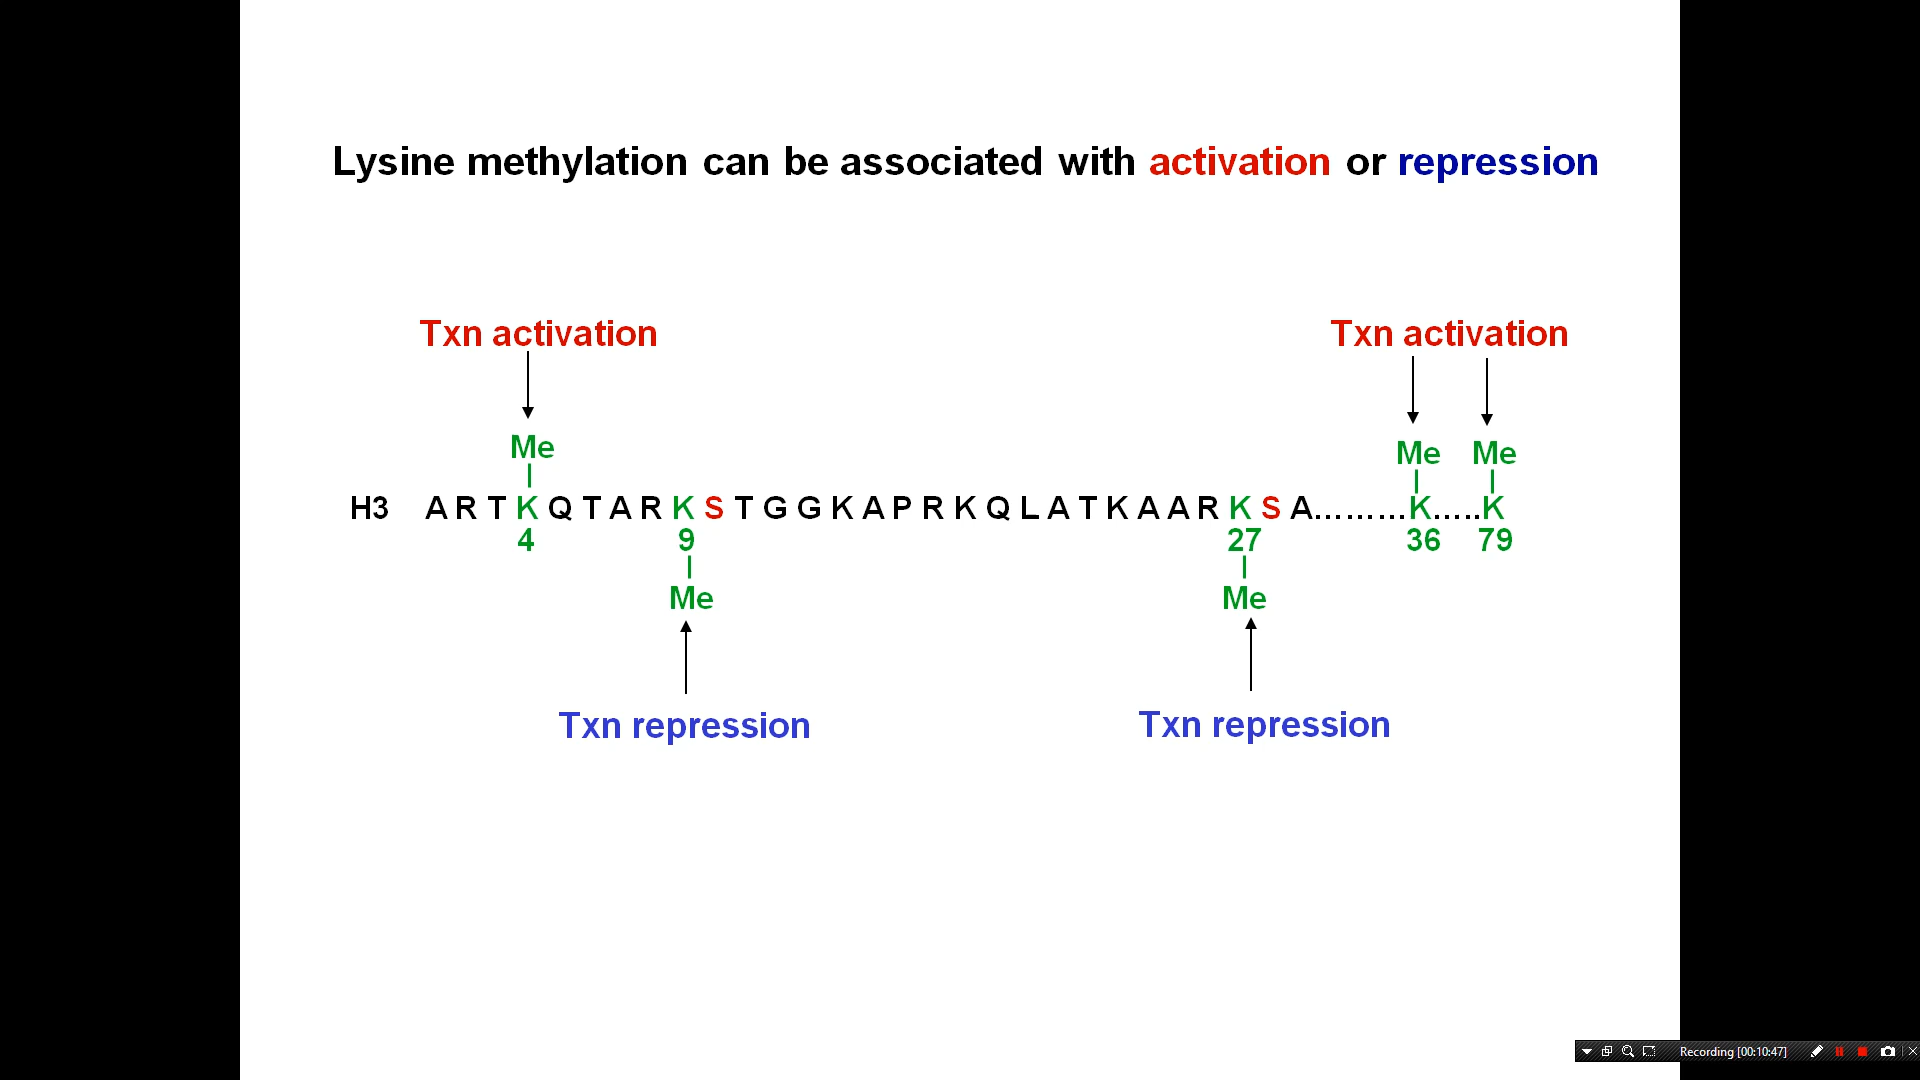 Lysine methylation can be associated with activation or repression
Txn activation Txn activation
Me Me Me
H3 A R T K Q T A R K S T G G K A P R K Q L A T K A A R K S A.........K.....K
4 9 27 36 79
Me Me
Txn repression Txn repression
Recording [00:10:47]